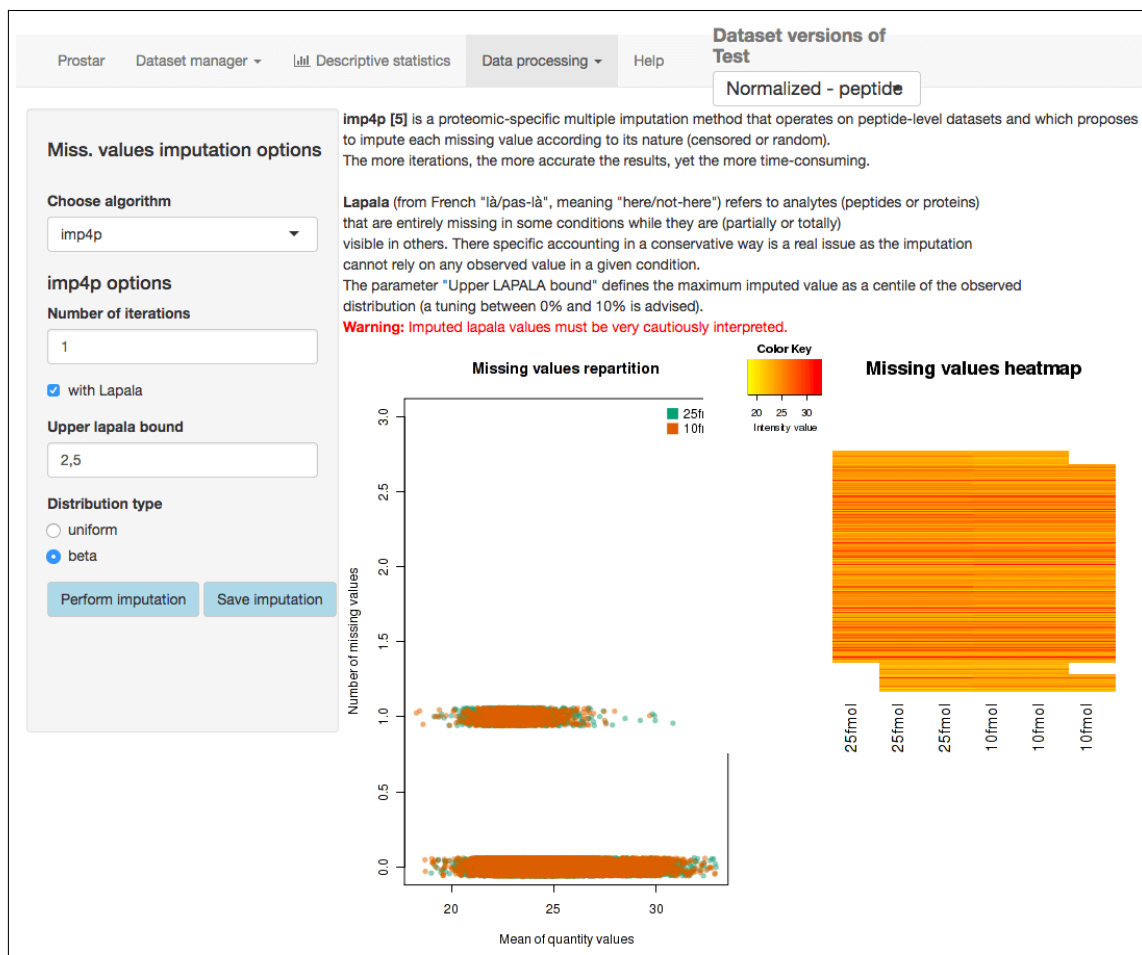 Prostar
Dataset manager
Descriptive statistics
Data processing
Help
Dataset versions of
Test
Normalized - peptide
Miss. values imputation options
Choose algorithm
imp4p
imp4p options
Number of iterations
1
with Lapala
Upper lapala bound
2,5
Distribution type
uniform
beta
Perform imputation
Save imputation
imp4p [5] is a proteomic-specific multiple imputation method that operates on peptide-level datasets and which proposes
to impute each missing value according to its nature (censored or random).
The more iterations, the more accurate the results, yet the more time-consuming.
Lapala (from French "là/pas-là", meaning "here/not-here") refers to analytes (peptides or proteins)
that are entirely missing in some conditions while they are (partially or totally)
visible in others. There specific accounting in a conservative way is a real issue as the imputation
cannot rely on any observed value in a given condition.
The parameter "Upper LAPALA bound" defines the maximum imputed value as a centile of the observed
distribution (a tuning between 0% and 10% is advised).
Warning: Imputed lapala values must be very cautiously interpreted.
Missing values repartition
25f
10f
Number of missing values
3.0
2.5
2.0
1.5
1.0
0.5
0.0
20
25
30
Mean of quantity values
Color Key
20 25 30
Intensity value
Missing values heatmap
25fmol
25fmol
25fmol
10fmol
10fmol
10fmol